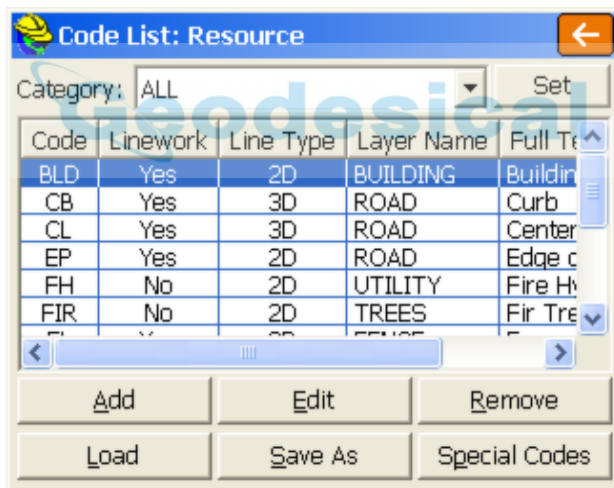 Code List: Resource
Category: ALL Set
Geodesical
Code Linework Line Type Layer Name Full Te
BLD Yes 2D BUILDING Buildin
CB Yes 3D ROAD Curb
CL Yes 3D ROAD Center
EP Yes 2D ROAD Edge
FH No 2D UTILITY Fire
FIR No 2D TREES Fir Tre
Add Edit Remove
Load Save As Special Codes